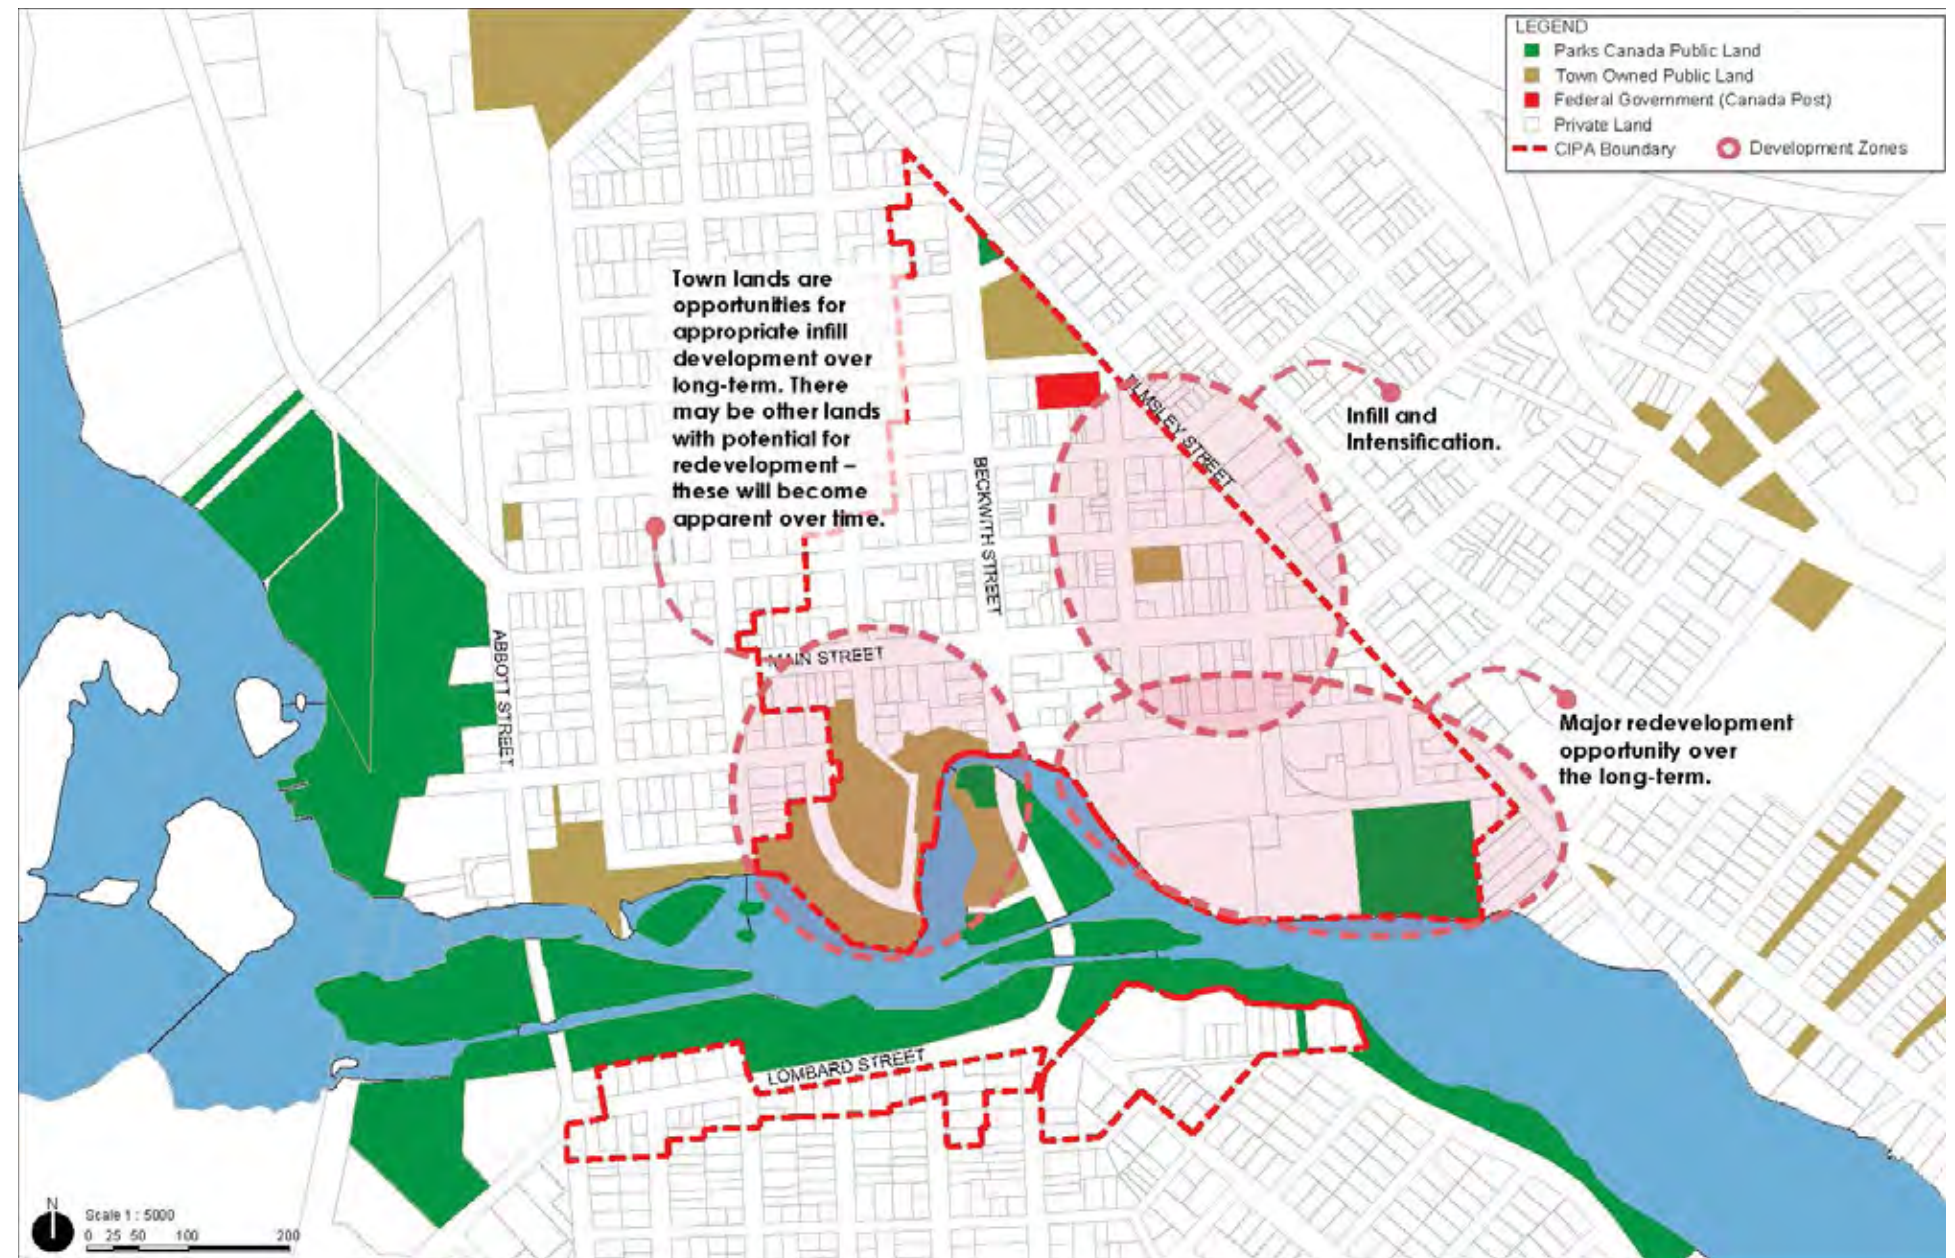 LEGEND
Parks Canada Public Land
Town Owned Public Land
Federal Government (Canada Post)
Private Land
CIPA Boundary
Development Zones
Town lands are
opportunities for
appropriate infill
development over
long-term. There
may be other lands
with potential for
redevelopment –
these will become
apparent over time.
Infill and
Intensification.
ELMSLEY STREET
BECKWITH STREET
MAIN STREET
ABBOTT STREET
Major redevelopment
opportunity over
the long-term.
LOMBARD STREET
N
Scale 1 : 5000
0 25 50 100 200